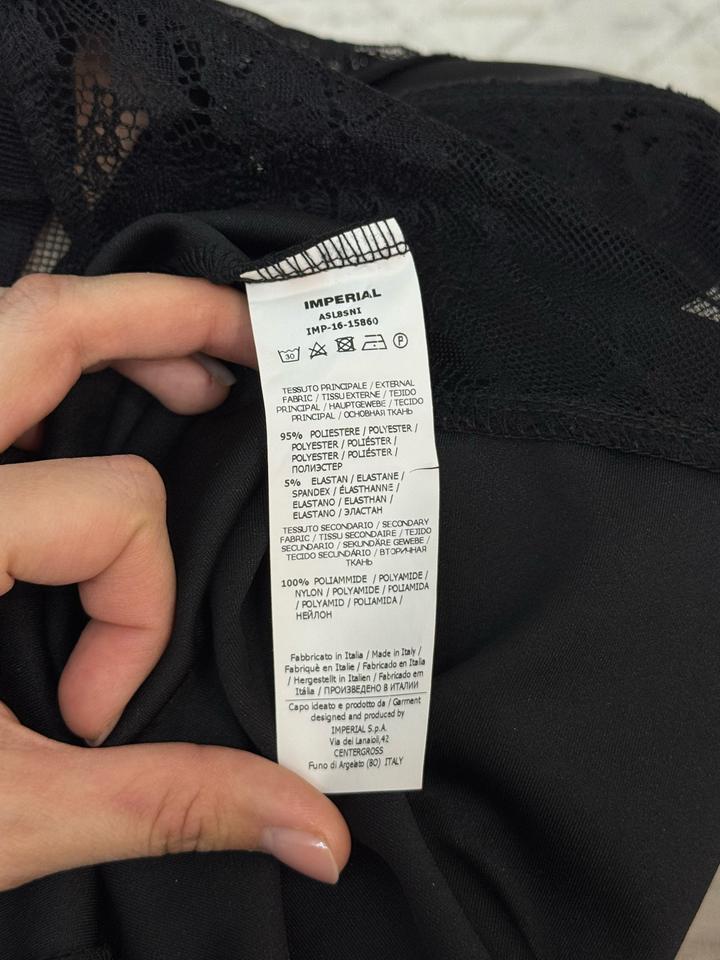 IMPERIAL
ASLBSNI
IMP-16-15860
30
P
TESSUTO PRINCIPALE / EXTERNAL
FABRIC / TISSU EXTERNE / TEJIDO
PRINCIPAL / HAUPTGEWEBE / TECIDO
PRINCIPAL / ОСНОВНАЯ ТКАНЬ
95% POLIESTERE / POLYESTER /
POLYESTER / POLIÉSTER /
POLYESTER / POLIÉSTER /
ПОЛИЭСТЕР
5% ELASTAN / ELASTANE /
SPANDEX / ÉLASTHANNE /
ELASTANO / ELASTHAN /
ELASTANO / ЭЛАСТАН
TESSUTO SECONDARIO / SECONDARY
FABRIC / TISSU SECONDAIRE / TEJIDO
SECUNDARIO / SEKUNDÄRE GEWEBE /
TECIDO SECUNDÁRIO / ВТОРИЧНАЯ
ТКАНЬ
100% POLIAMMIDE / POLYAMIDE /
NYLON / POLYAMIDE / POLIAMIDA
/ POLYAMID / POLIAMIDA /
НЕЙЛОН
Fabbricato in Italia / Made in Italy /
Fabriqué en Italie / Fabricado en Italia
/ Hergestellt in Italien / Fabricado em
Itália / ПРОИЗВЕДЕНО В ИТАЛИИ
Capo ideato e prodotto da / Garment
designed and produced by
IMPERIAL S.p.A.
Via dei Lanaioli,42
CENTERGROSS
Funo di Argelato (BO) ITALY